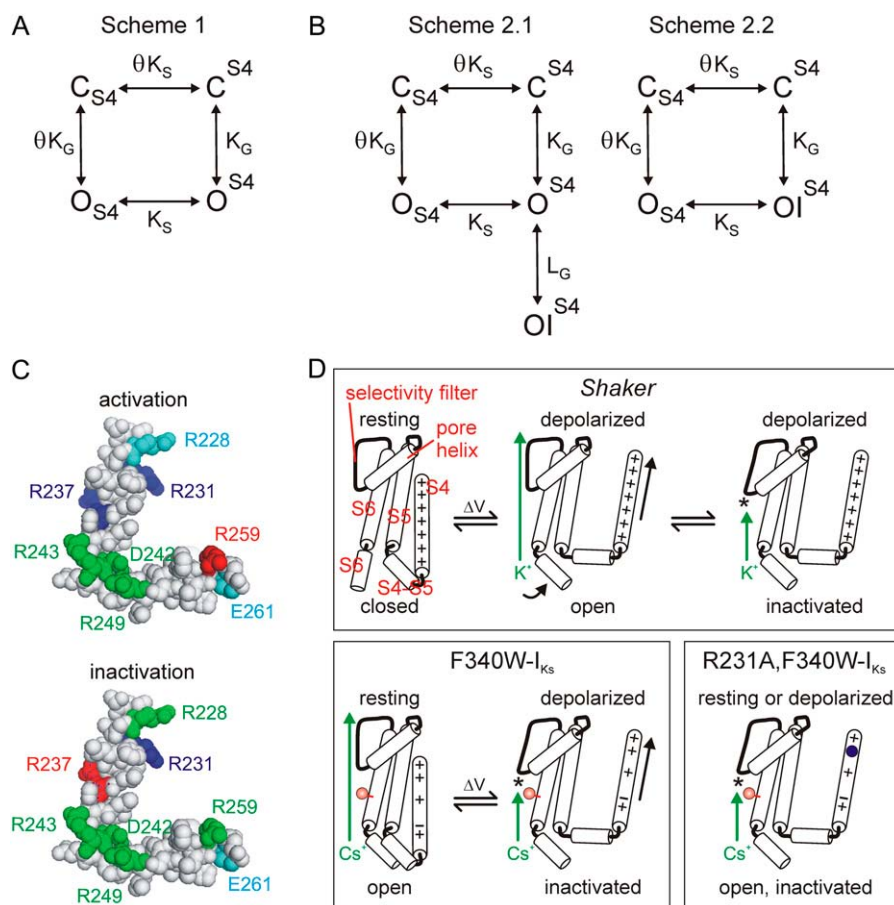 A
Scheme 1
θK_S
C_S4
C^S4
θK_G
K_G
O_S4
O^S4
K_S
B
Scheme 2.1
θK_S
C_S4
C^S4
θK_G
K_G
O_S4
O^S4
K_S
L_G
OI^S4
Scheme 2.2
θK_S
C_S4
C^S4
θK_G
K_G
O_S4
OI^S4
K_S
C
activation
R228
R237
R231
R243
D242
R259
R249
E261
inactivation
R228
R237
R231
R243
D242
R259
R249
E261
D
Shaker
selectivity filter
resting
pore
helix
S4
S6
S5
S6
S4-S5
closed
ΔV
depolarized
K+
open
depolarized
*
K+
inactivated
F340W-I_Ks
resting
Cs+
open
ΔV
depolarized
*
Cs+
inactivated
R231A,F340W-I_Ks
resting or depolarized
*
Cs+
open, inactivated